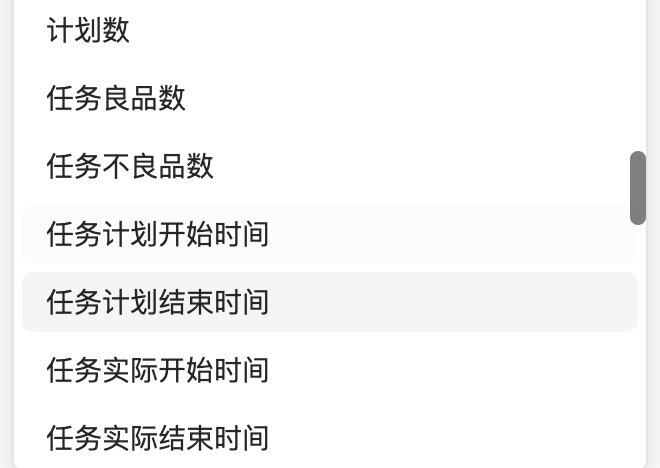 计划数
任务良品数
任务不良品数
任务计划开始时间
任务计划结束时间
任务实际开始时间
任务实际结束时间